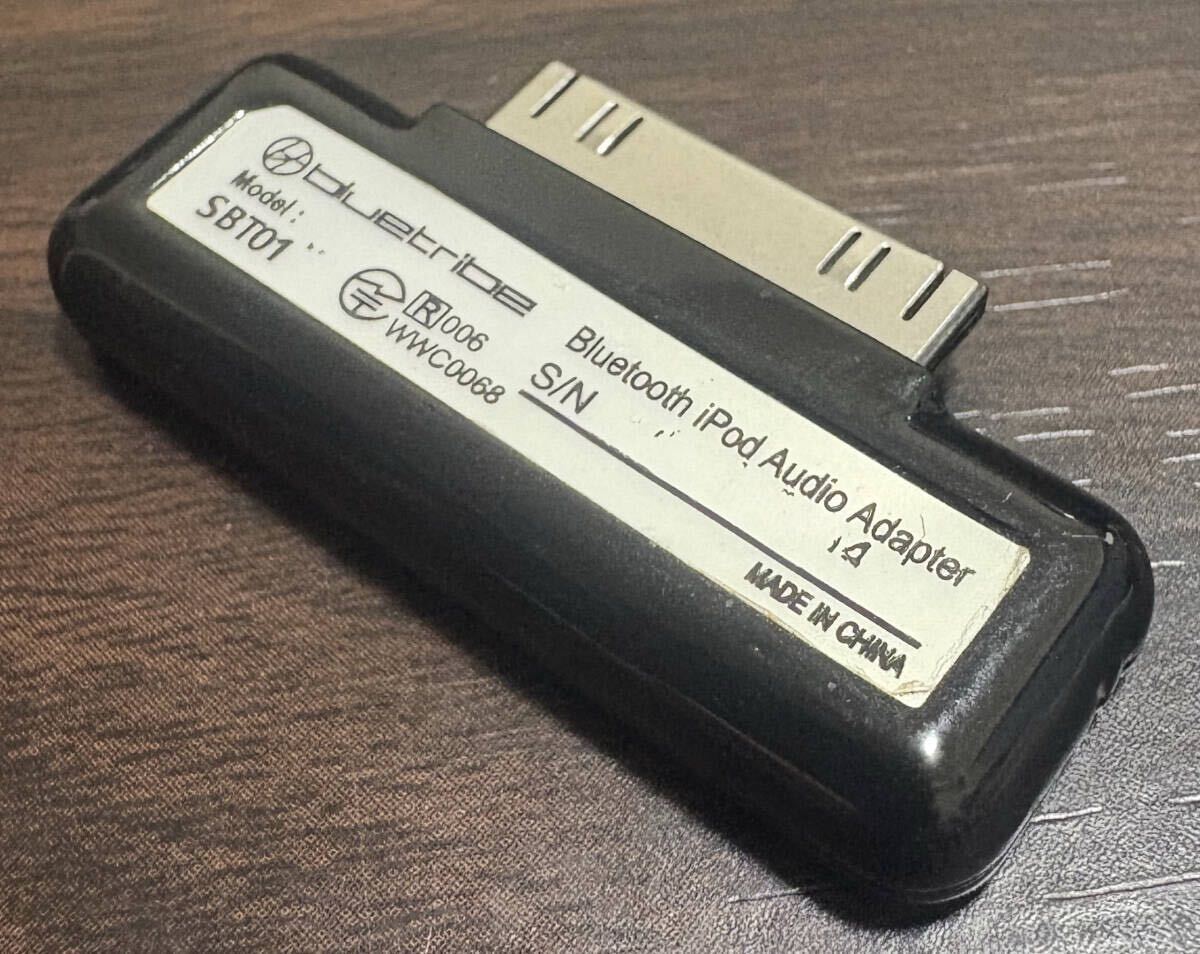 bluetribe
Model:
SBT01
R 006
WWC0068
Bluetooth iPod Audio Adapter
S/N
MADE IN CHINA